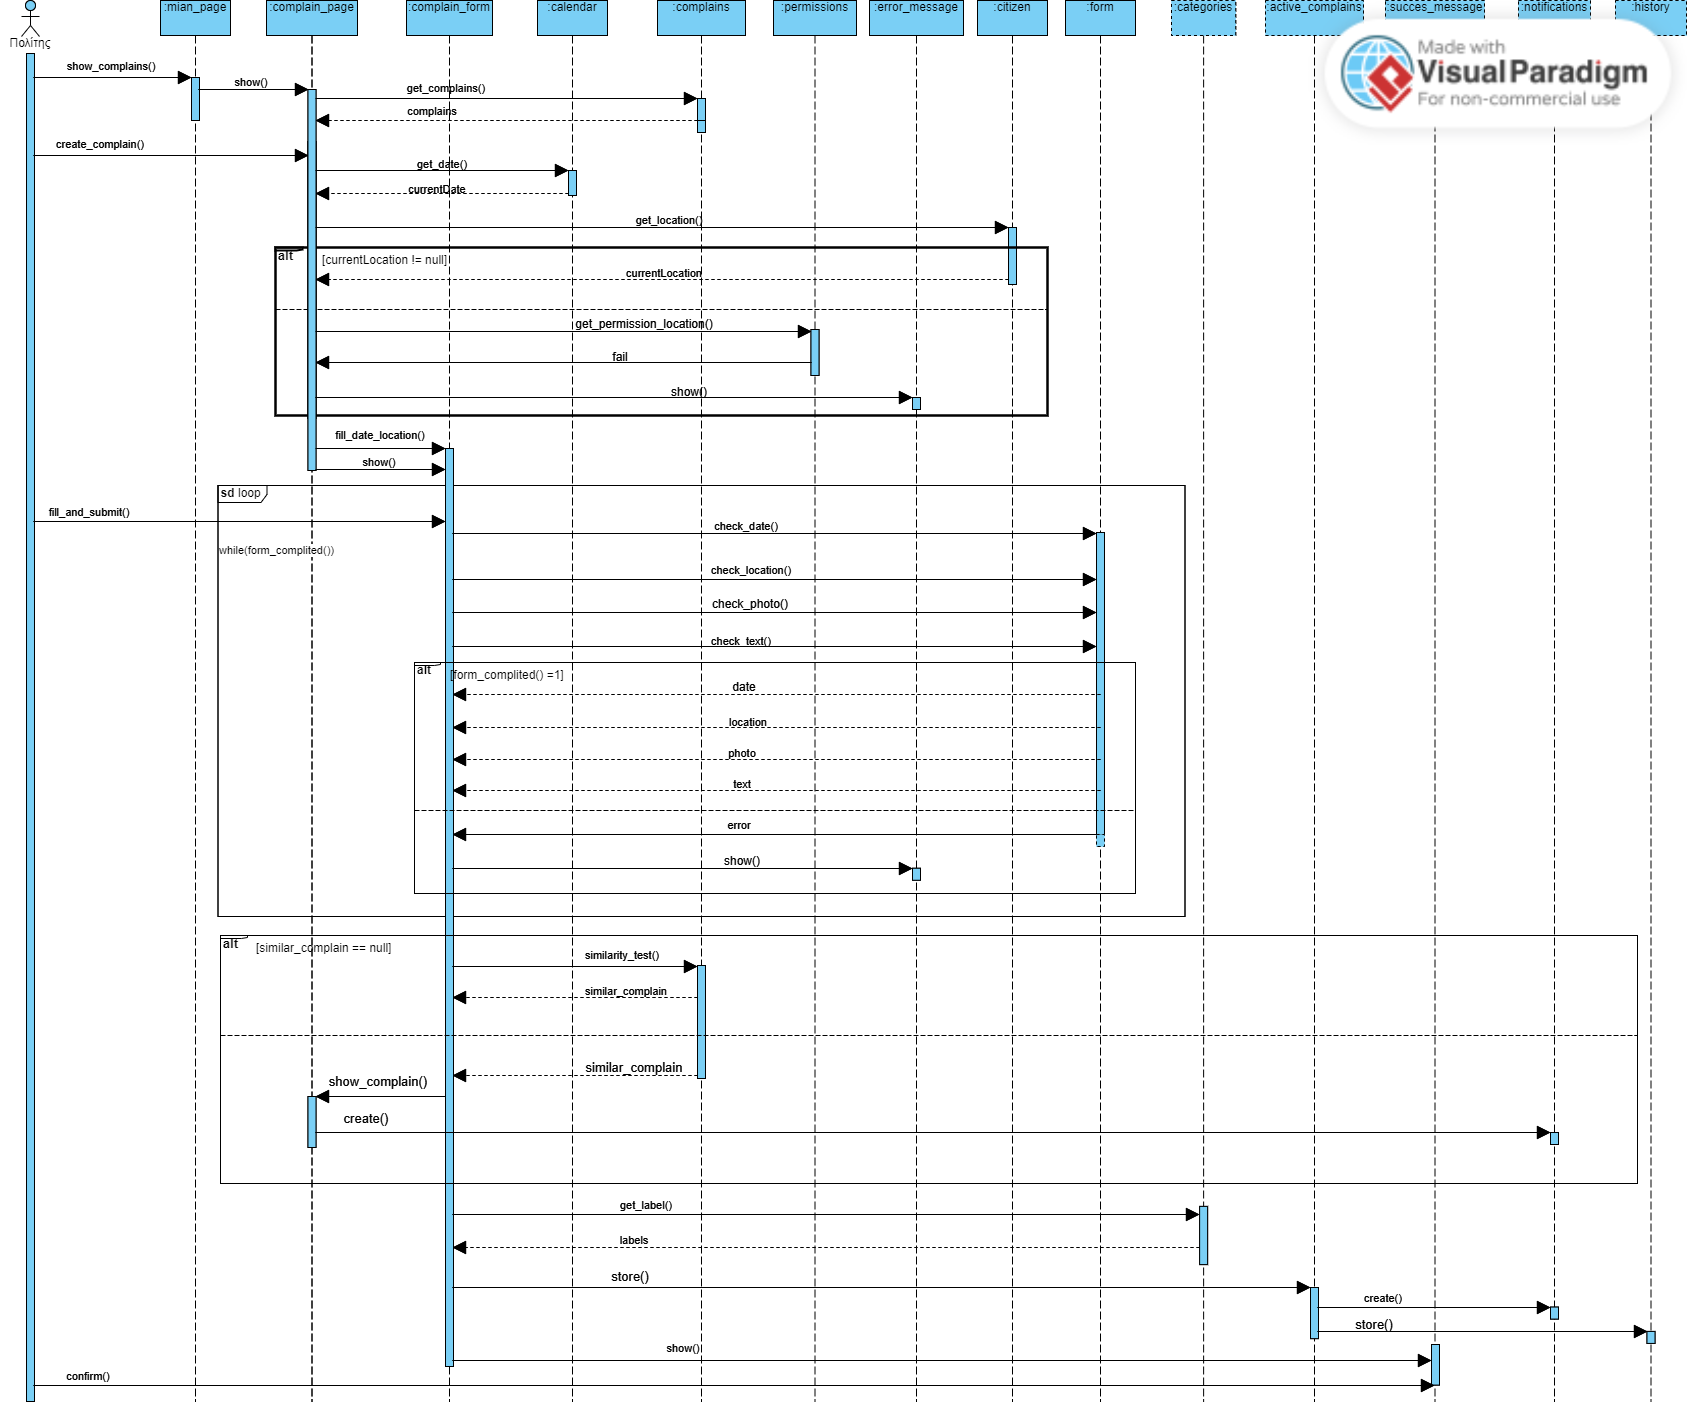 :mian_page
:complain_page
:complain_form
:calendar
:complains
:permissions
:error_message
:citizen
:form
:categories
:active_complains
:succes_message
:notifications
:history
Πολίτης
Made with
Visual Paradigm
For non-commercial use
show_complains()
show()
get_complains()
complains
create_complain()
get_date()
currentDate
get_location()
alt
[currentLocation != null]
currentLocation
get_permission_location()
fail
show()
fill_date_location()
show()
sd loop
fill_and_submit()
check_date()
while(form_complited())
check_location()
check_photo()
check_text()
alt
[form_complited() =1]
date
location
photo
text
error
show()
alt
[similar_complain == null]
similarity_test()
similar_complain
similar_complain
show_complain()
create()
get_label()
labels
store()
create()
store()
show()
confirm()